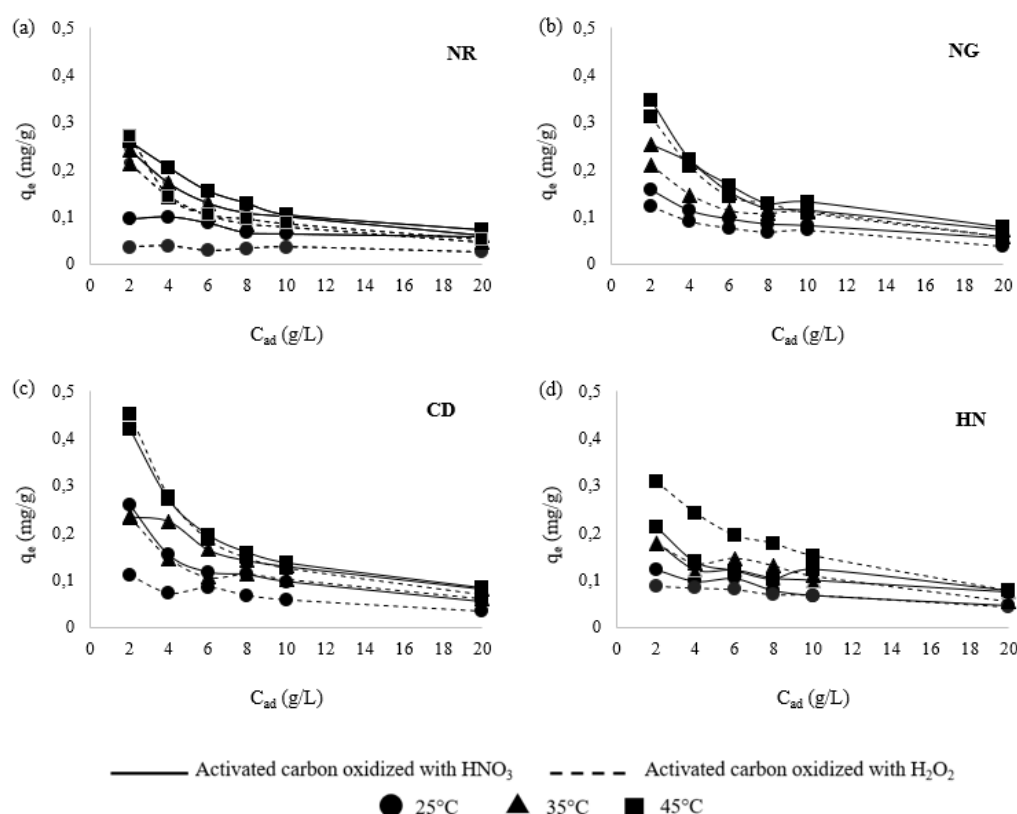 (a)
NR
0,5
0,4
0,3
0,2
0,1
0
qₑ (mg/g)
0 2 4 6 8 10 12 14 16 18 20
C_ad (g/L)
(b)
NG
0,5
0,4
0,3
0,2
0,1
0
qₑ (mg/g)
0 2 4 6 8 10 12 14 16 18 20
C_ad (g/L)
(c)
CD
0,5
0,4
0,3
0,2
0,1
0
qₑ (mg/g)
0 2 4 6 8 10 12 14 16 18 20
C_ad (g/L)
(d)
HN
0,5
0,4
0,3
0,2
0,1
0
qₑ (mg/g)
0 2 4 6 8 10 12 14 16 18 20
C_ad (g/L)
Activated carbon oxidized with HNO₃ Activated carbon oxidized with H₂O₂
25°C 35°C 45°C